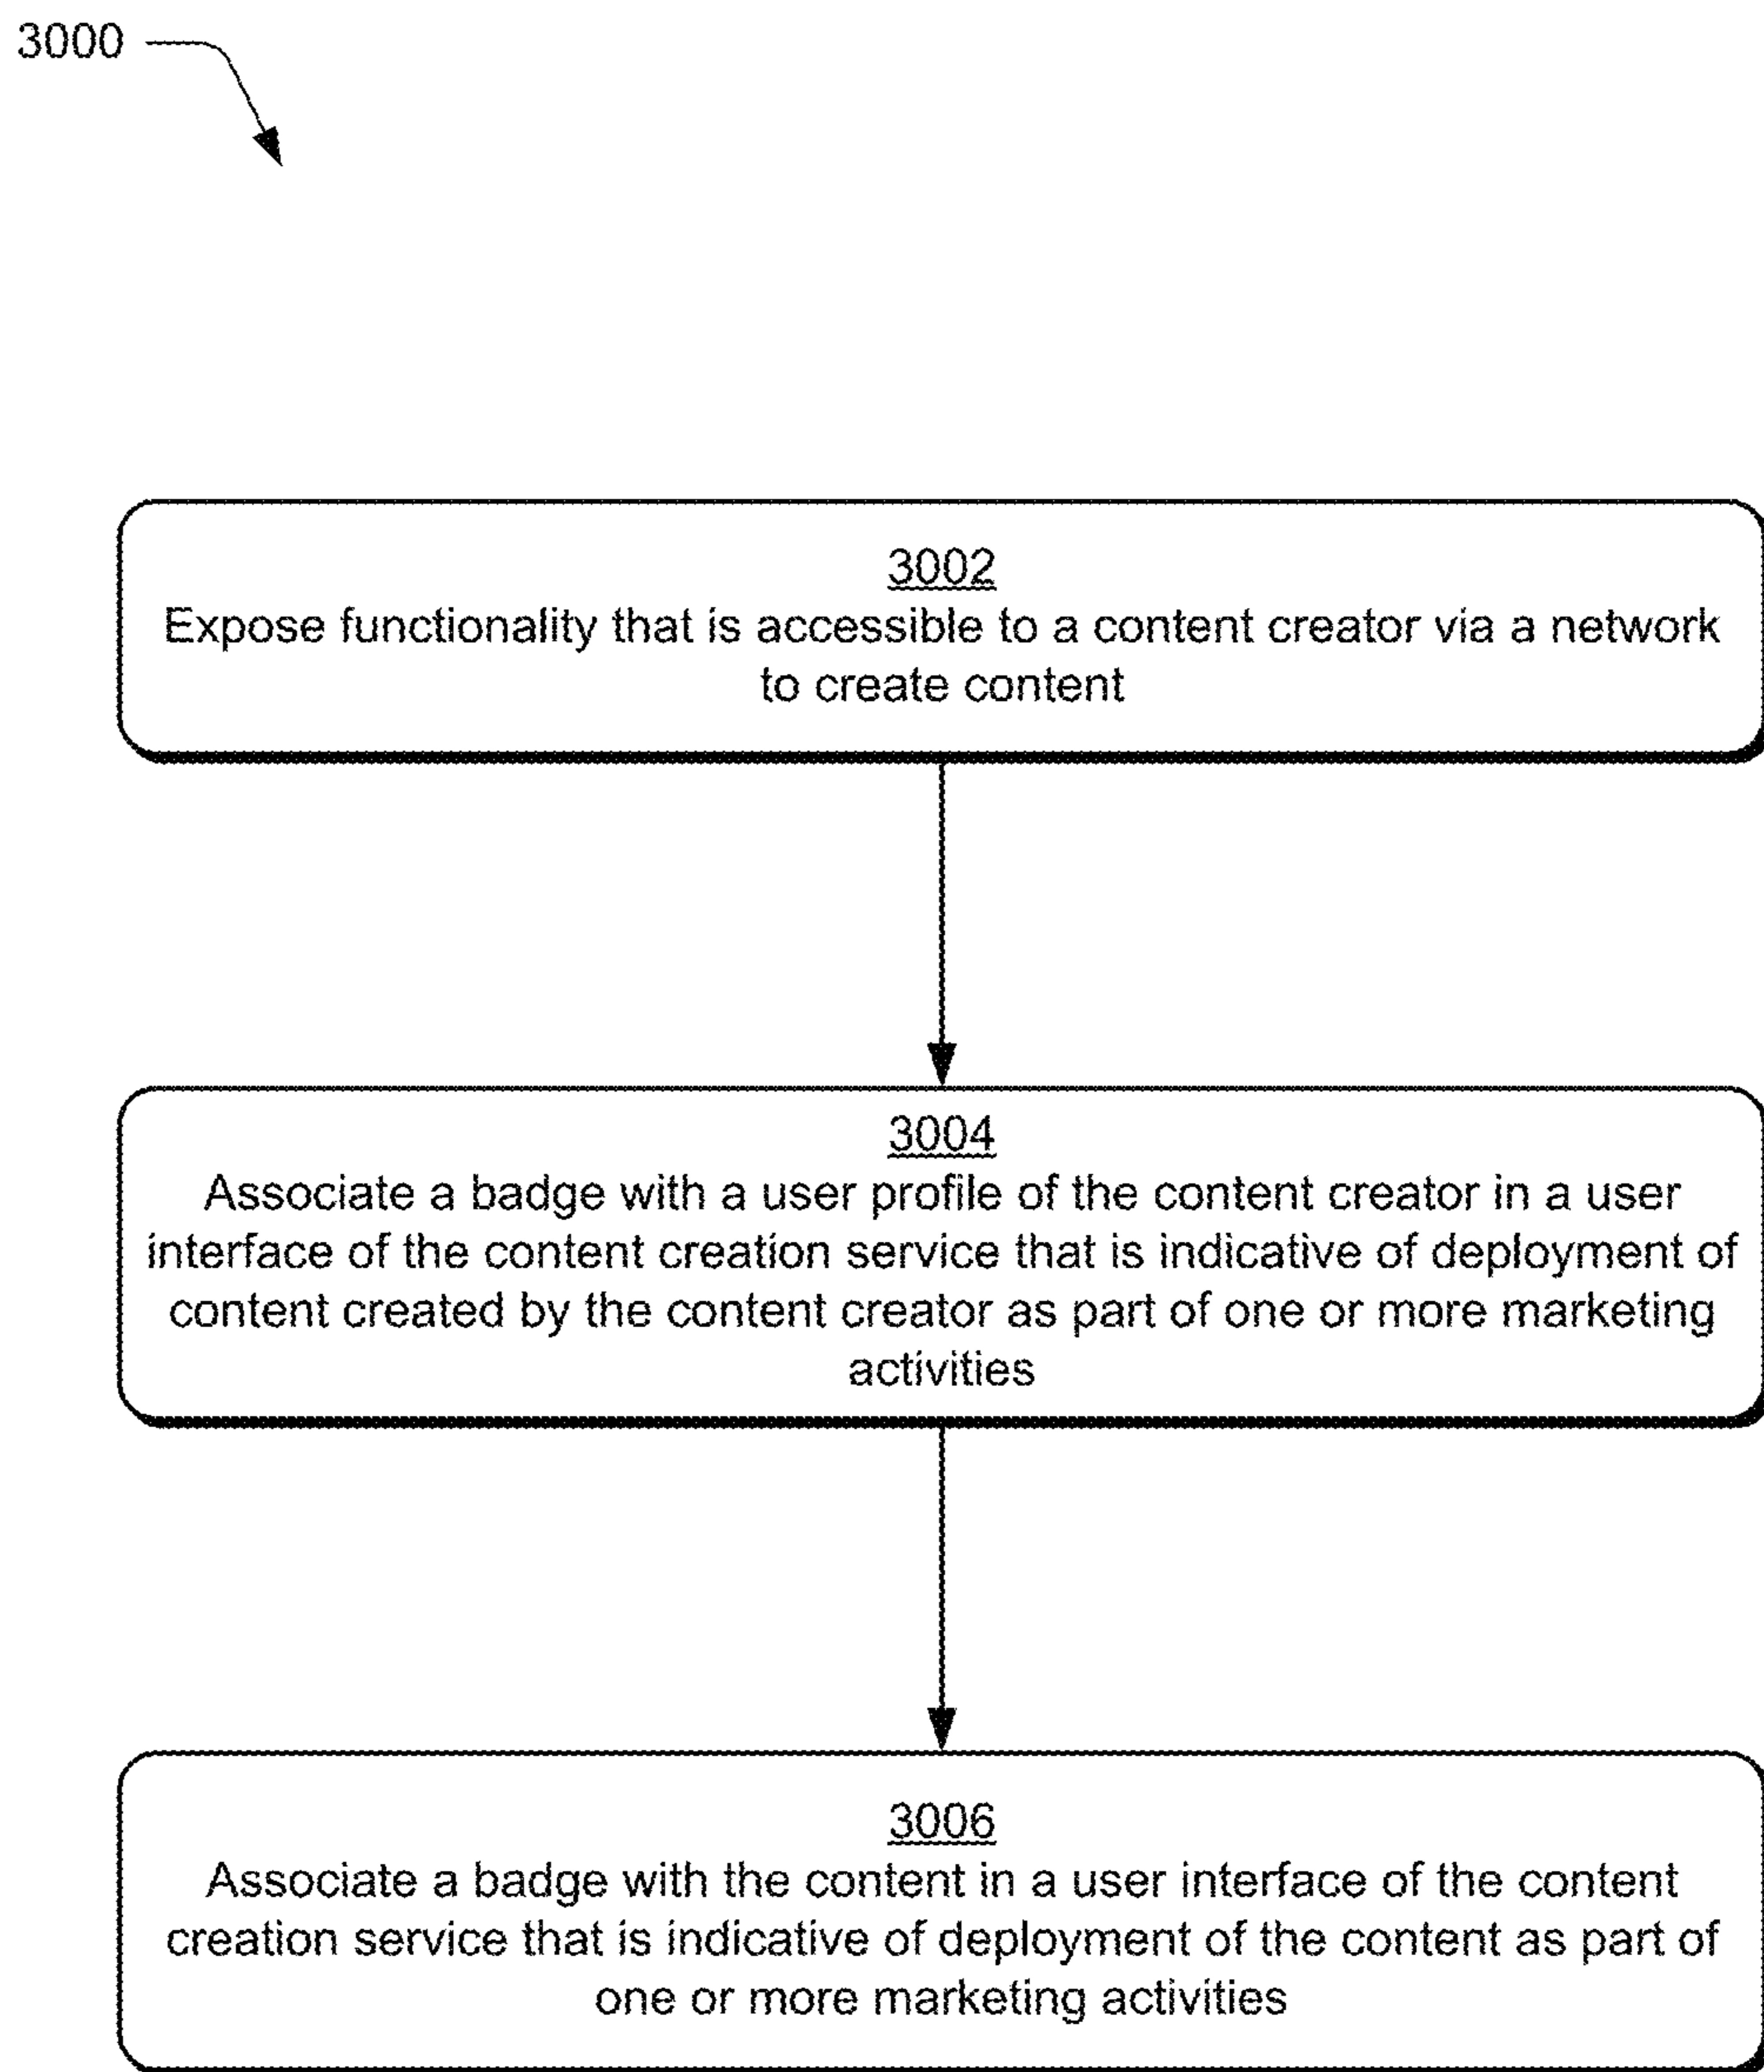 3000
3002
Expose functionality that is accessible to a content creator via a network
to create content
3004
Associate a badge with a user profile of the content creator in a user
interface of the content creation service that is indicative of deployment of
content created by the content creator as part of one or more marketing
activities
3006
Associate a badge with the content in a user interface of the content
creation service that is indicative of deployment of the content as part of
one or more marketing activities